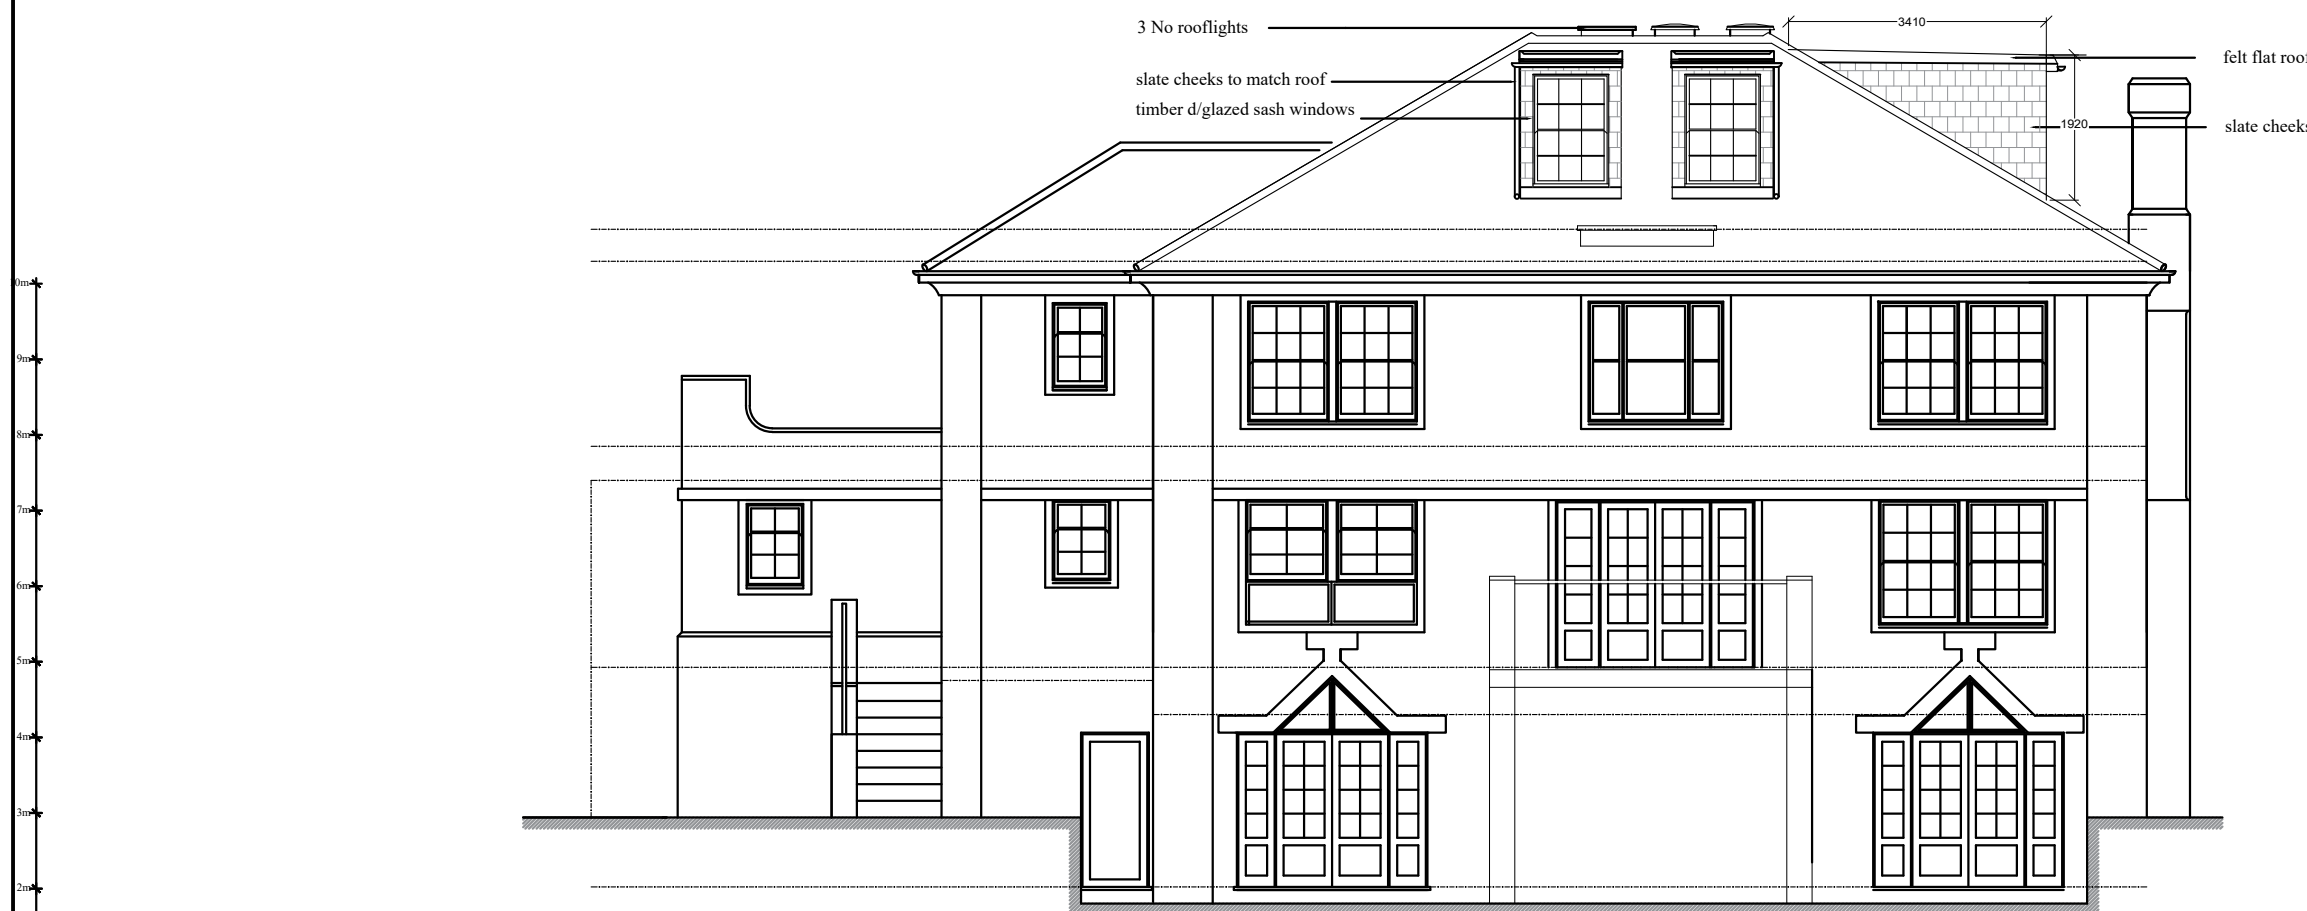 3 No rooflights
3410
felt flat roof
slate cheeks to match roof
timber d/glazed sash windows
1920
slate cheeks
0m
9m
8m
7m
6m
5m
4m
3m
2m